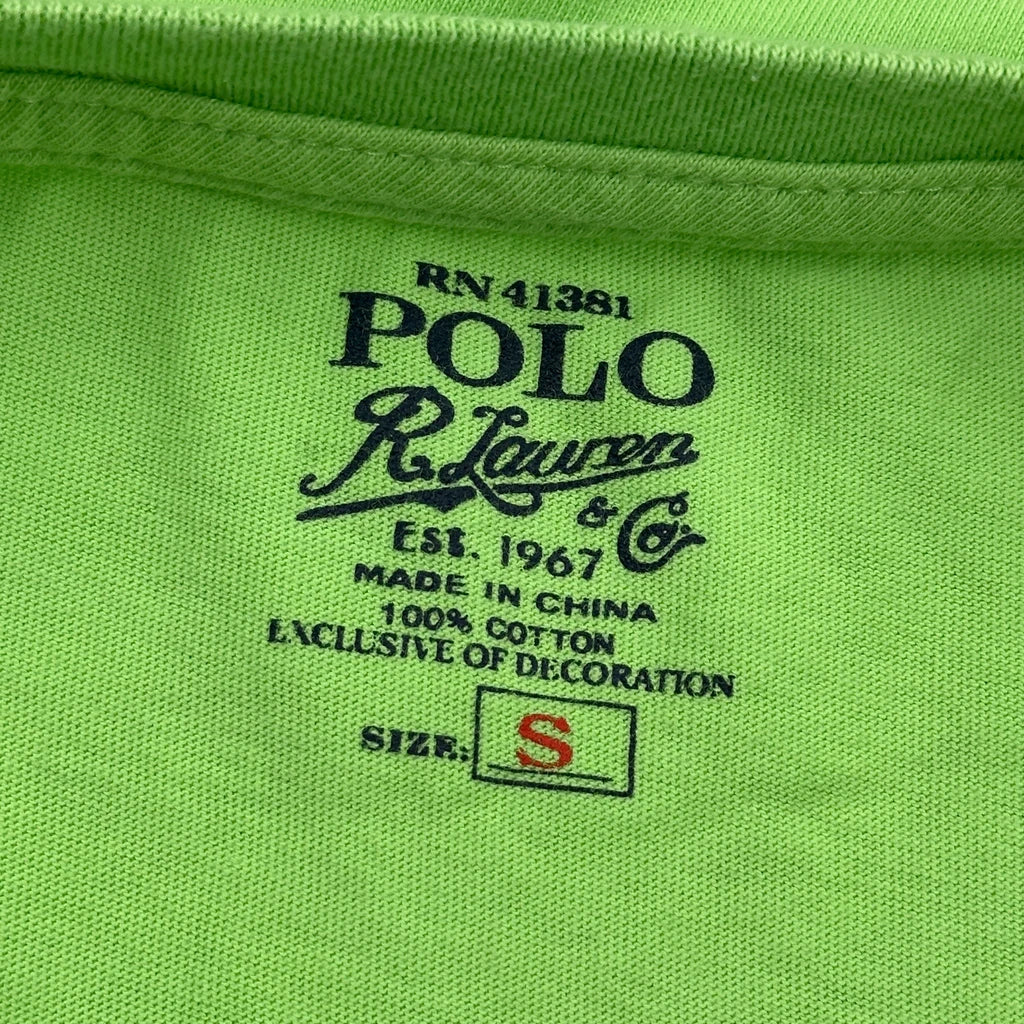 RN 41381
POLO
R. Lauren
& Co.
EST. 1967
MADE IN CHINA
100% COTTON
EXCLUSIVE OF DECORATION
SIZE: S